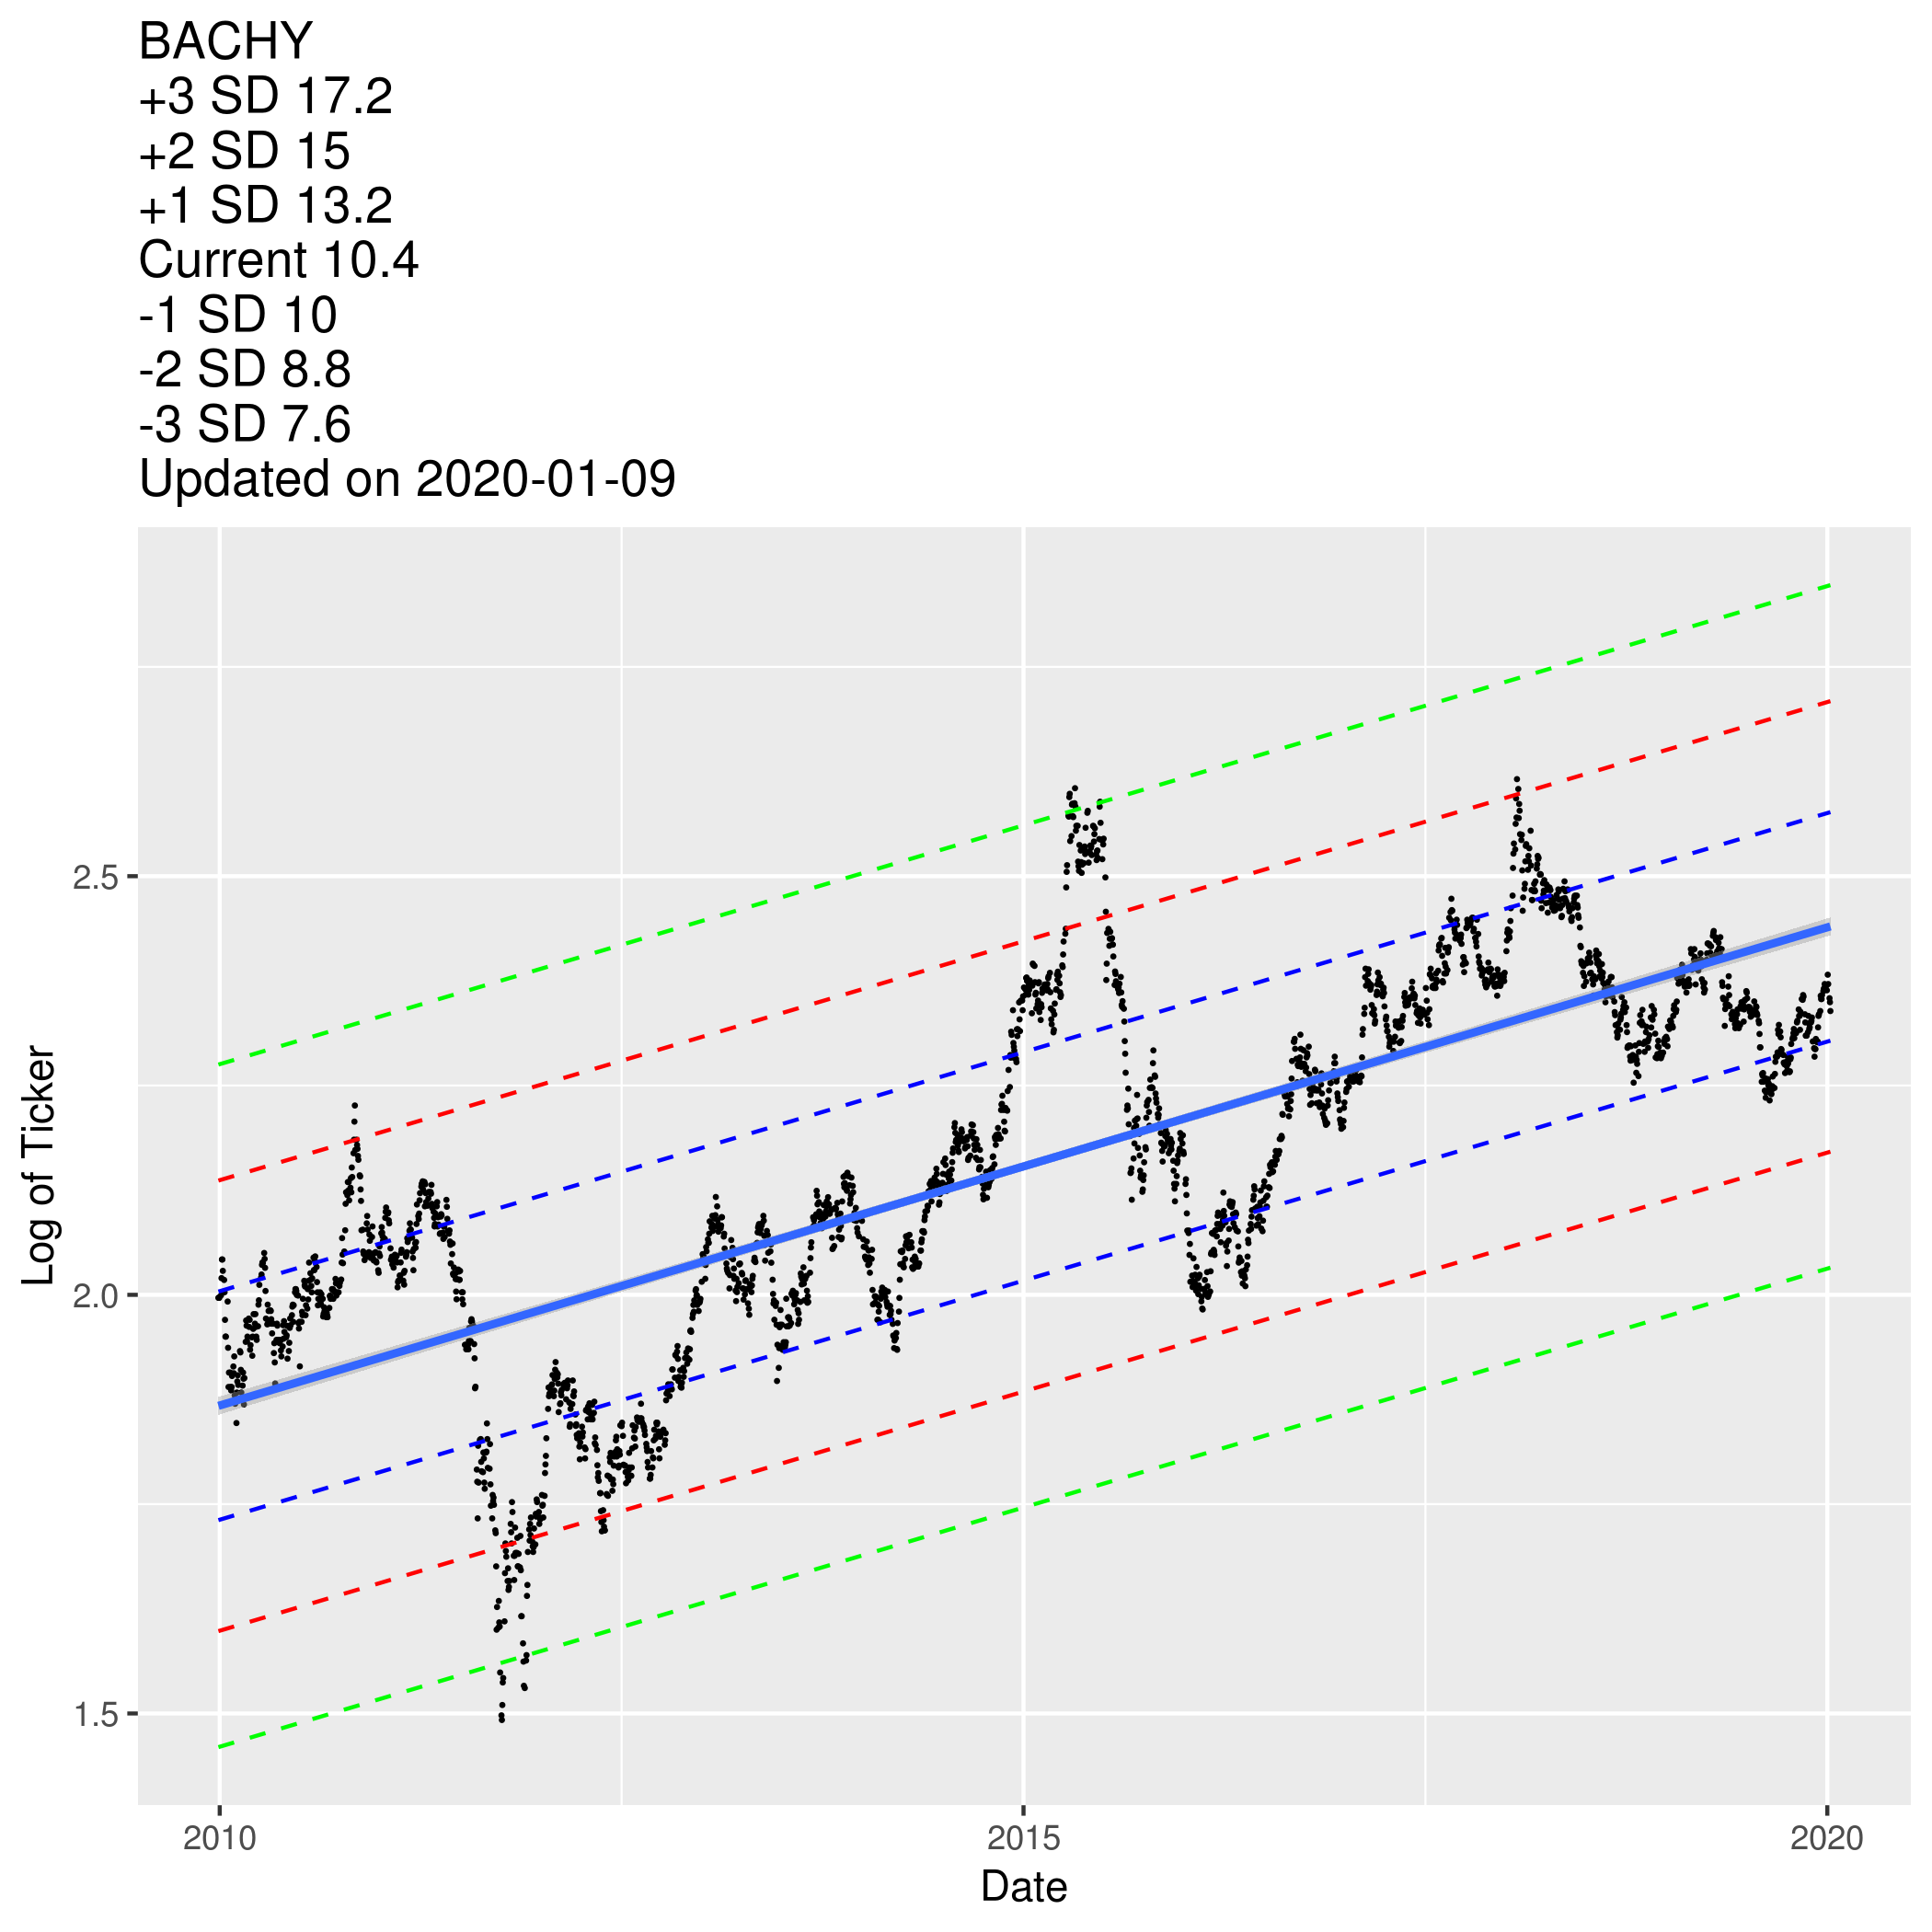 BACHY
+3 SD 17.2
+2 SD 15
+1 SD 13.2
Current 10.4
-1 SD 10
-2 SD 8.8
-3 SD 7.6
Updated on 2020-01-09
Log of Ticker
2.5
2.0
1.5
2010
2015
2020
Date